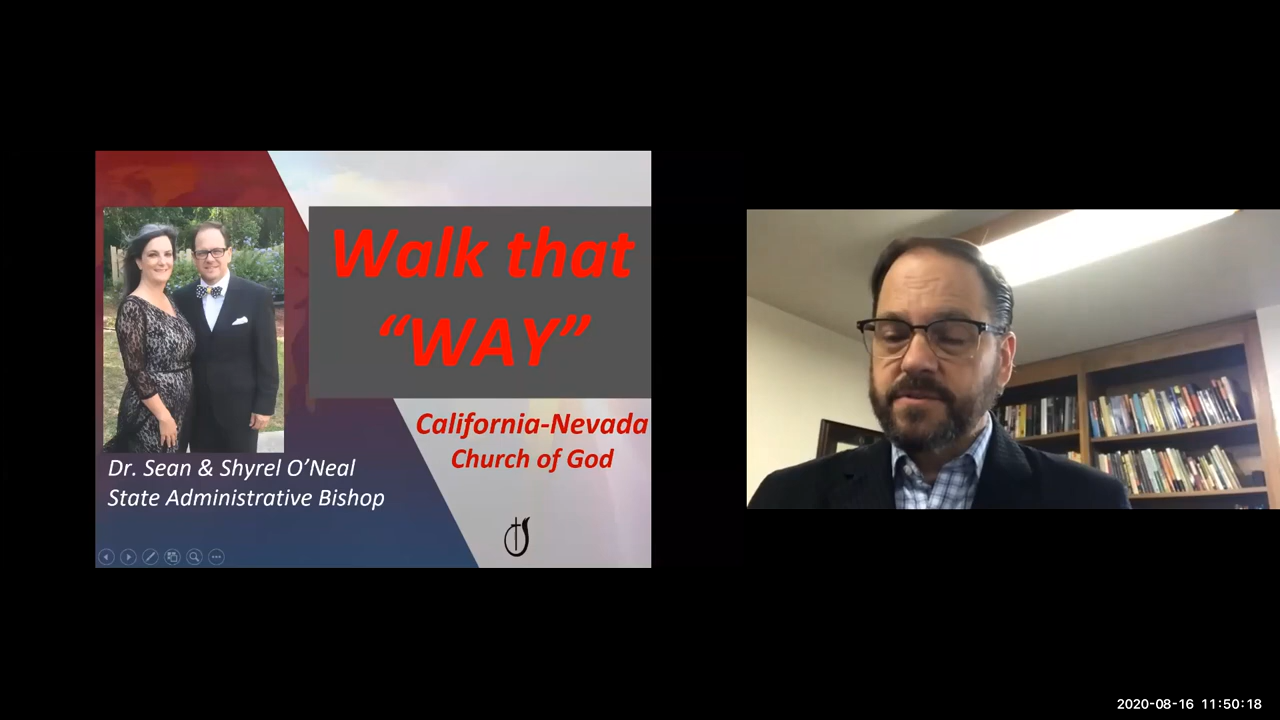 Walk that
“WAY”
California-Nevada
Church of God
Dr. Sean & Shyrel O’Neal
State Administrative Bishop
2020-08-16 11:50:18